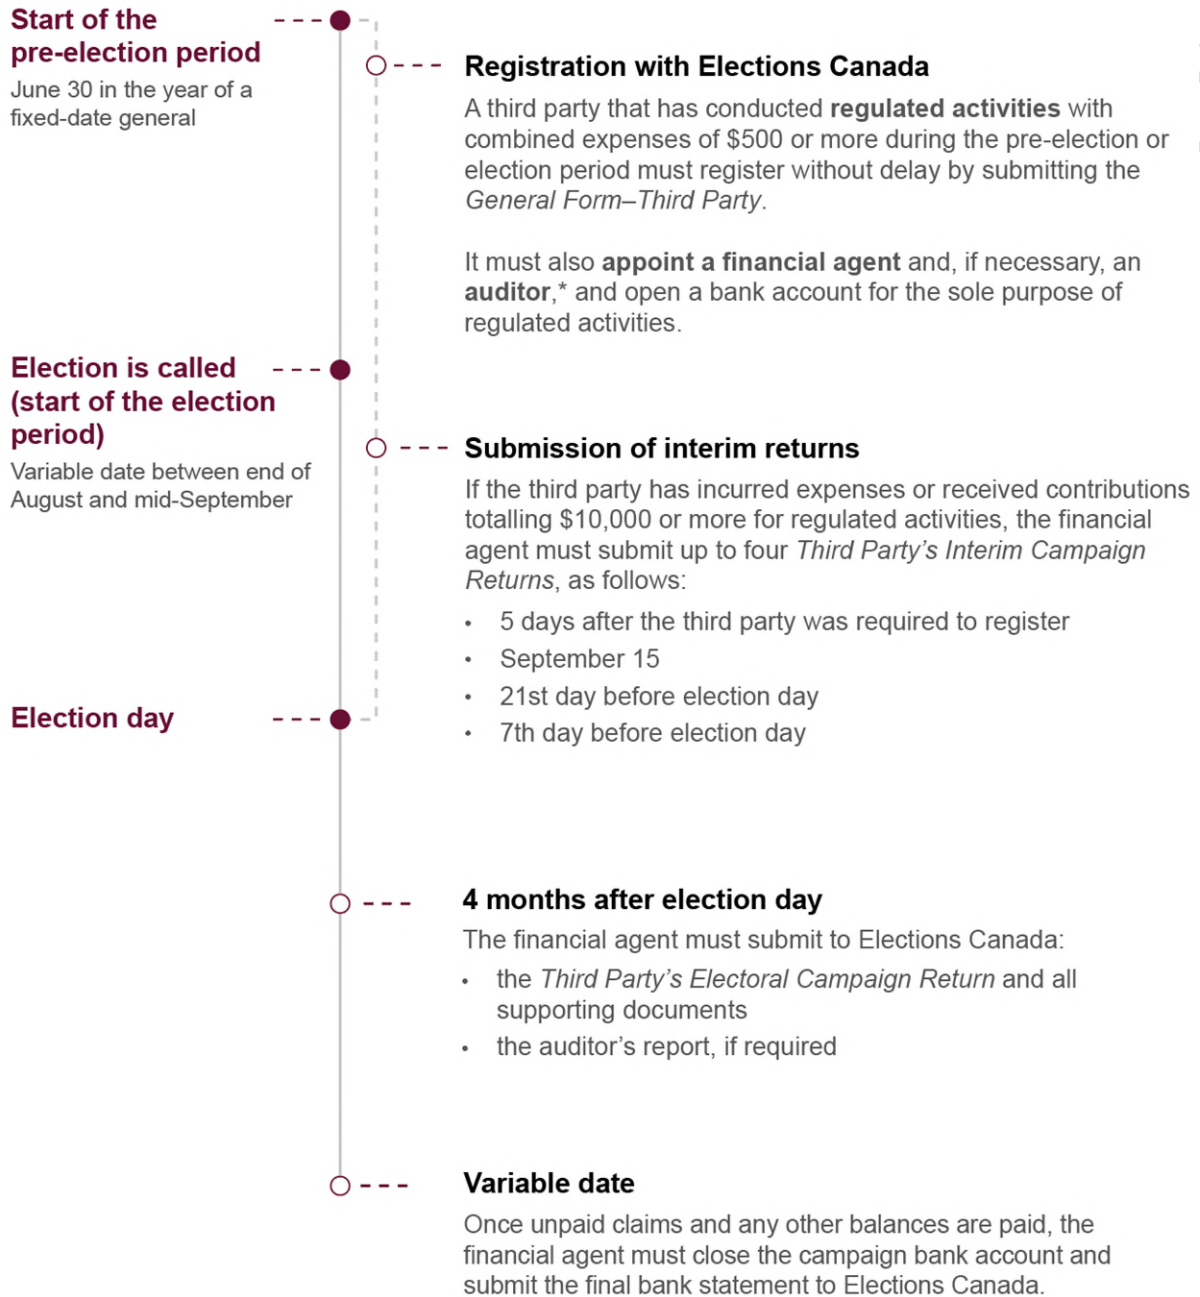 Start of the
pre-election period
June 30 in the year of a
fixed-date general
Registration with Elections Canada
A third party that has conducted regulated activities with
combined expenses of $500 or more during the pre-election or
election period must register without delay by submitting the
General Form–Third Party.
It must also appoint a financial agent and, if necessary, an
auditor,* and open a bank account for the sole purpose of
regulated activities.
Election is called
(start of the election
period)
Variable date between end of
August and mid-September
Submission of interim returns
If the third party has incurred expenses or received contributions
totalling $10,000 or more for regulated activities, the financial
agent must submit up to four Third Party’s Interim Campaign
Returns, as follows:
• 5 days after the third party was required to register
• September 15
• 21st day before election day
• 7th day before election day
Election day
4 months after election day
The financial agent must submit to Elections Canada:
• the Third Party’s Electoral Campaign Return and all
supporting documents
• the auditor’s report, if required
Variable date
Once unpaid claims and any other balances are paid, the
financial agent must close the campaign bank account and
submit the final bank statement to Elections Canada.